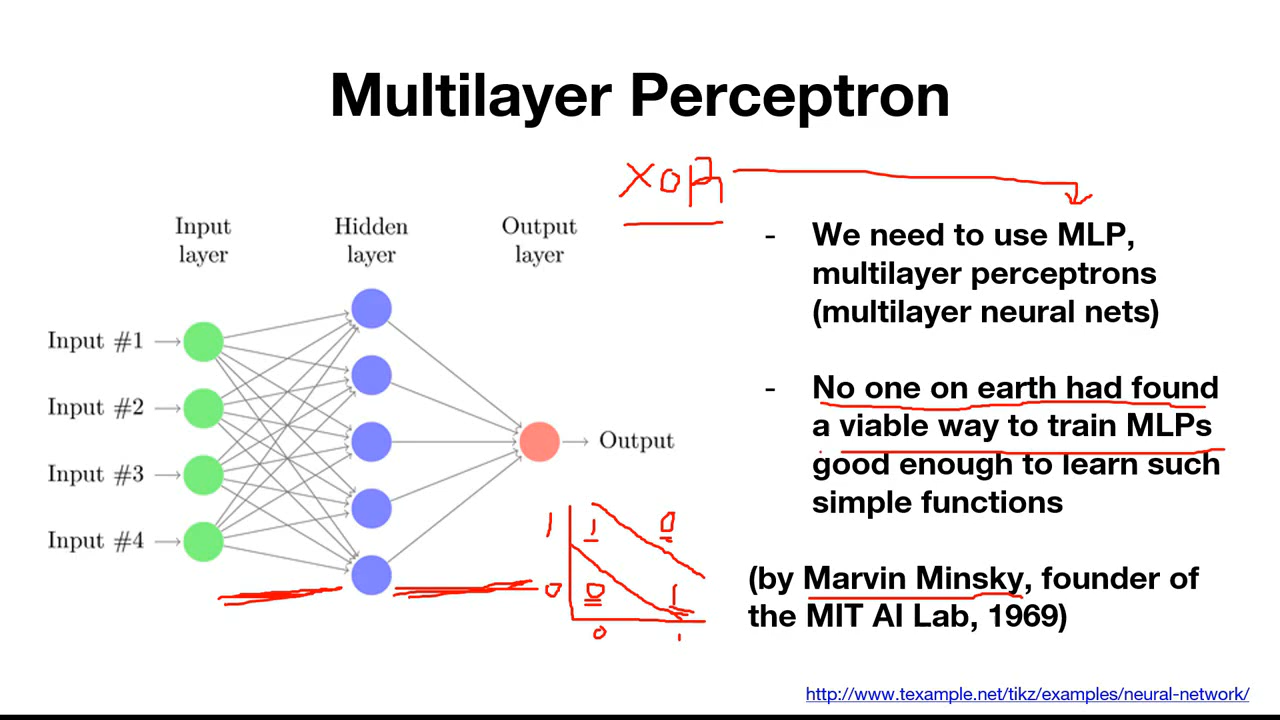 Multilayer Perceptron
XOR
Input
layer
Hidden
layer
Output
layer
Input #1
Input #2
Input #3
Input #4
Output
1
1
0
0
0
1
0
1
- We need to use MLP,
multilayer perceptrons
(multilayer neural nets)
- No one on earth had found
a viable way to train MLPs
good enough to learn such
simple functions
(by Marvin Minsky, founder of
the MIT AI Lab, 1969)
http://www.texample.net/tikz/examples/neural-network/